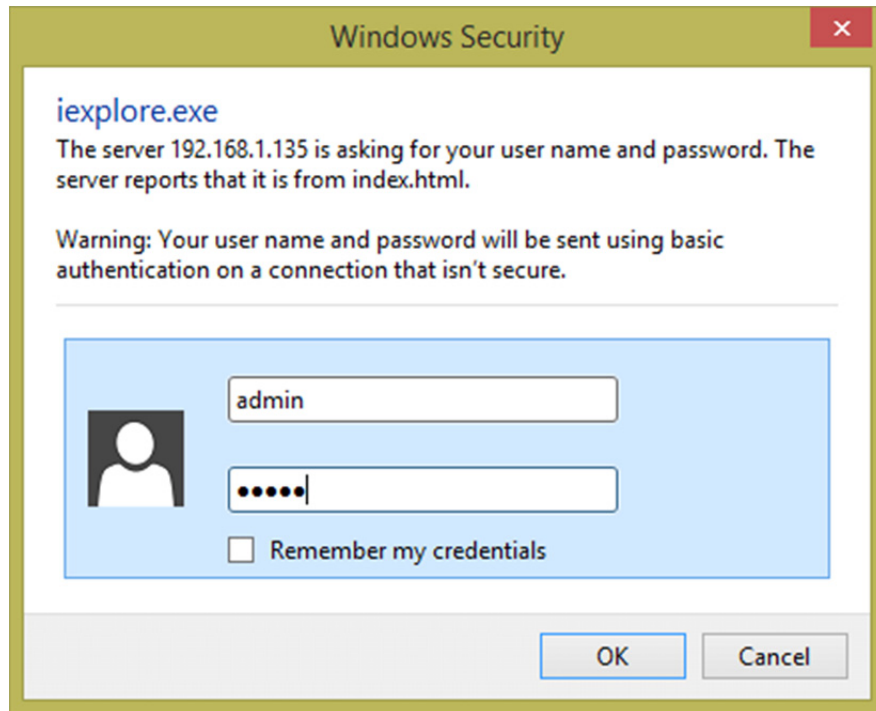 Windows Security
iexplore.exe
The server 192.168.1.135 is asking for your user name and password. The
server reports that it is from index.html.
Warning: Your user name and password will be sent using basic
authentication on a connection that isn't secure.
admin
•••••
Remember my credentials
OK
Cancel